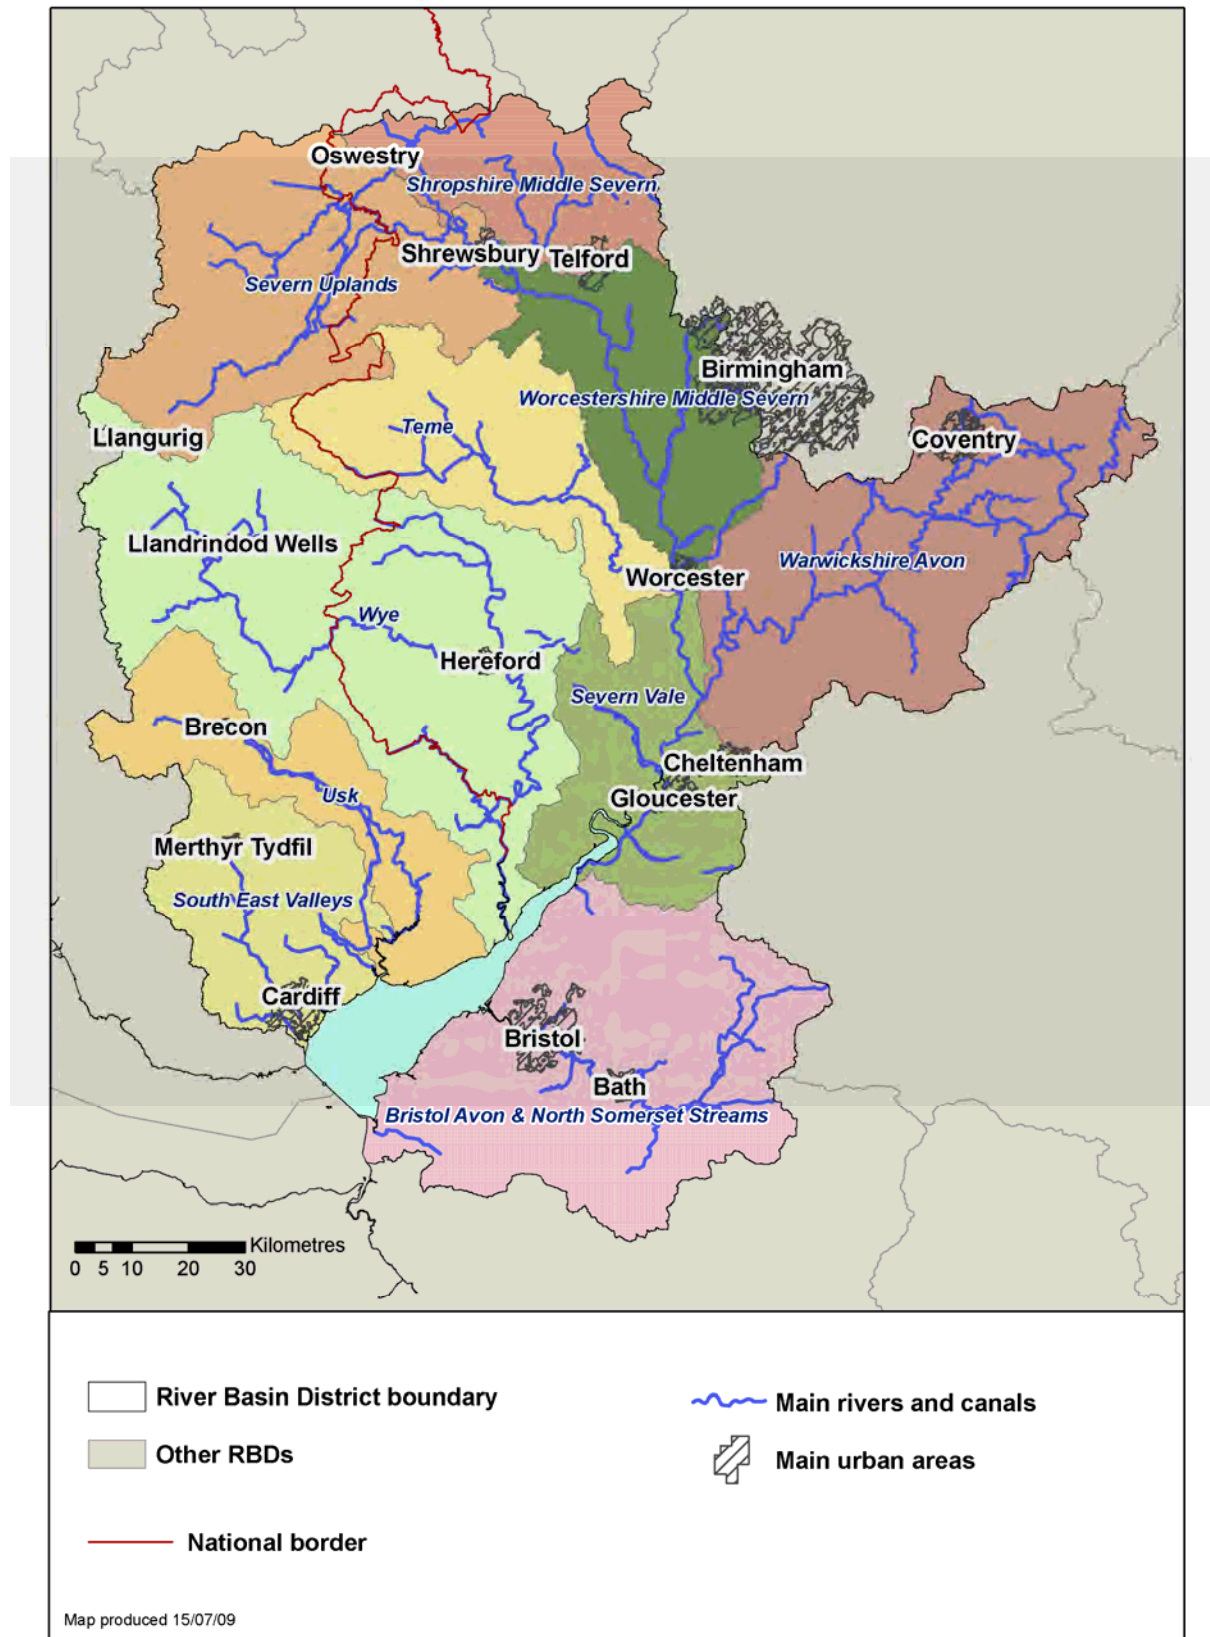 Oswestry
Shropshire Middle Severn
Shrewsbury
Telford
Severn Uplands
Birmingham
Worcestershire Middle Severn
Teme
Llangurig
Coventry
Llandrindod Wells
Warwickshire Avon
Worcester
Wye
Hereford
Severn Vale
Brecon
Cheltenham
Usk
Gloucester
Merthyr Tydfil
South East Valleys
Cardiff
Bristol
Bath
Bristol Avon & North Somerset Streams
Kilometres
0 5 10 20 30
River Basin District boundary
Main rivers and canals
Other RBDs
Main urban areas
National border
Map produced 15/07/09